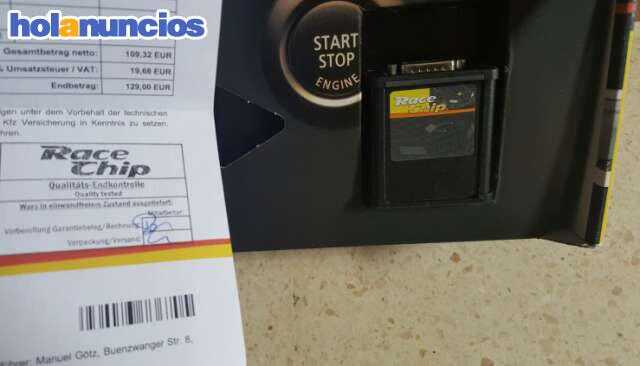 holanuncios
Gesamtbetrag netto: 109,32 EUR
Umsatzsteuer / VAT: 19,68 EUR
Endbetrag: 129,00 EUR
unter dem Vorbehalt der technischen
Kfz Versicherung in Kenntnis zu setzen.
Race
Chip
Qualitäts-Endkontrolle
Quality tested
Ware in einwandfreiem Zustand ausgeliefert:
Mitarbeiter
Vorbereitung Garantiebeleg/Rechnung:
Verpackung/Versand:
Manuel Götz, Buenzwanger Str. 8,
START
STOP
ENGINE
Race
Chip